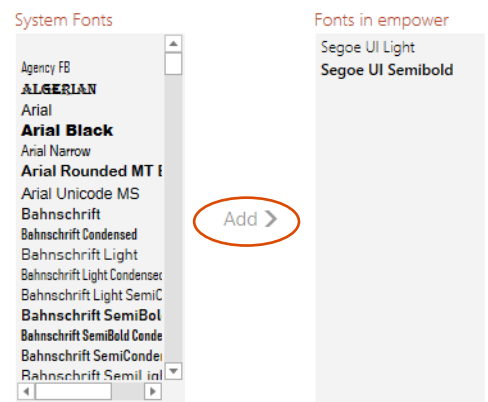 System Fonts
Agency FB
ALGERIAN
Arial
Arial Black
Arial Narrow
Arial Rounded MT
Arial Unicode MS
Bahnschrift
Bahnschrift Condensed
Bahnschrift Light
Bahnschrift Light Condensed
Bahnschrift Light SemiC
Bahnschrift SemiBol
Bahnschrift SemiBold Conde
Bahnschrift SemiConde
Bahnschrift SemiLigl
Add
Fonts in empower
Segoe UI Light
Segoe UI Semibold